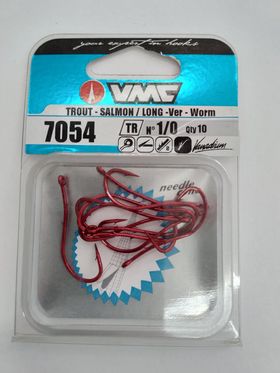 your expert in hooks
VMC
TROUT - SALMON / LONG -Ver - Worm
7054 TR N° 1/0 Qty 10
Vanadium
needle